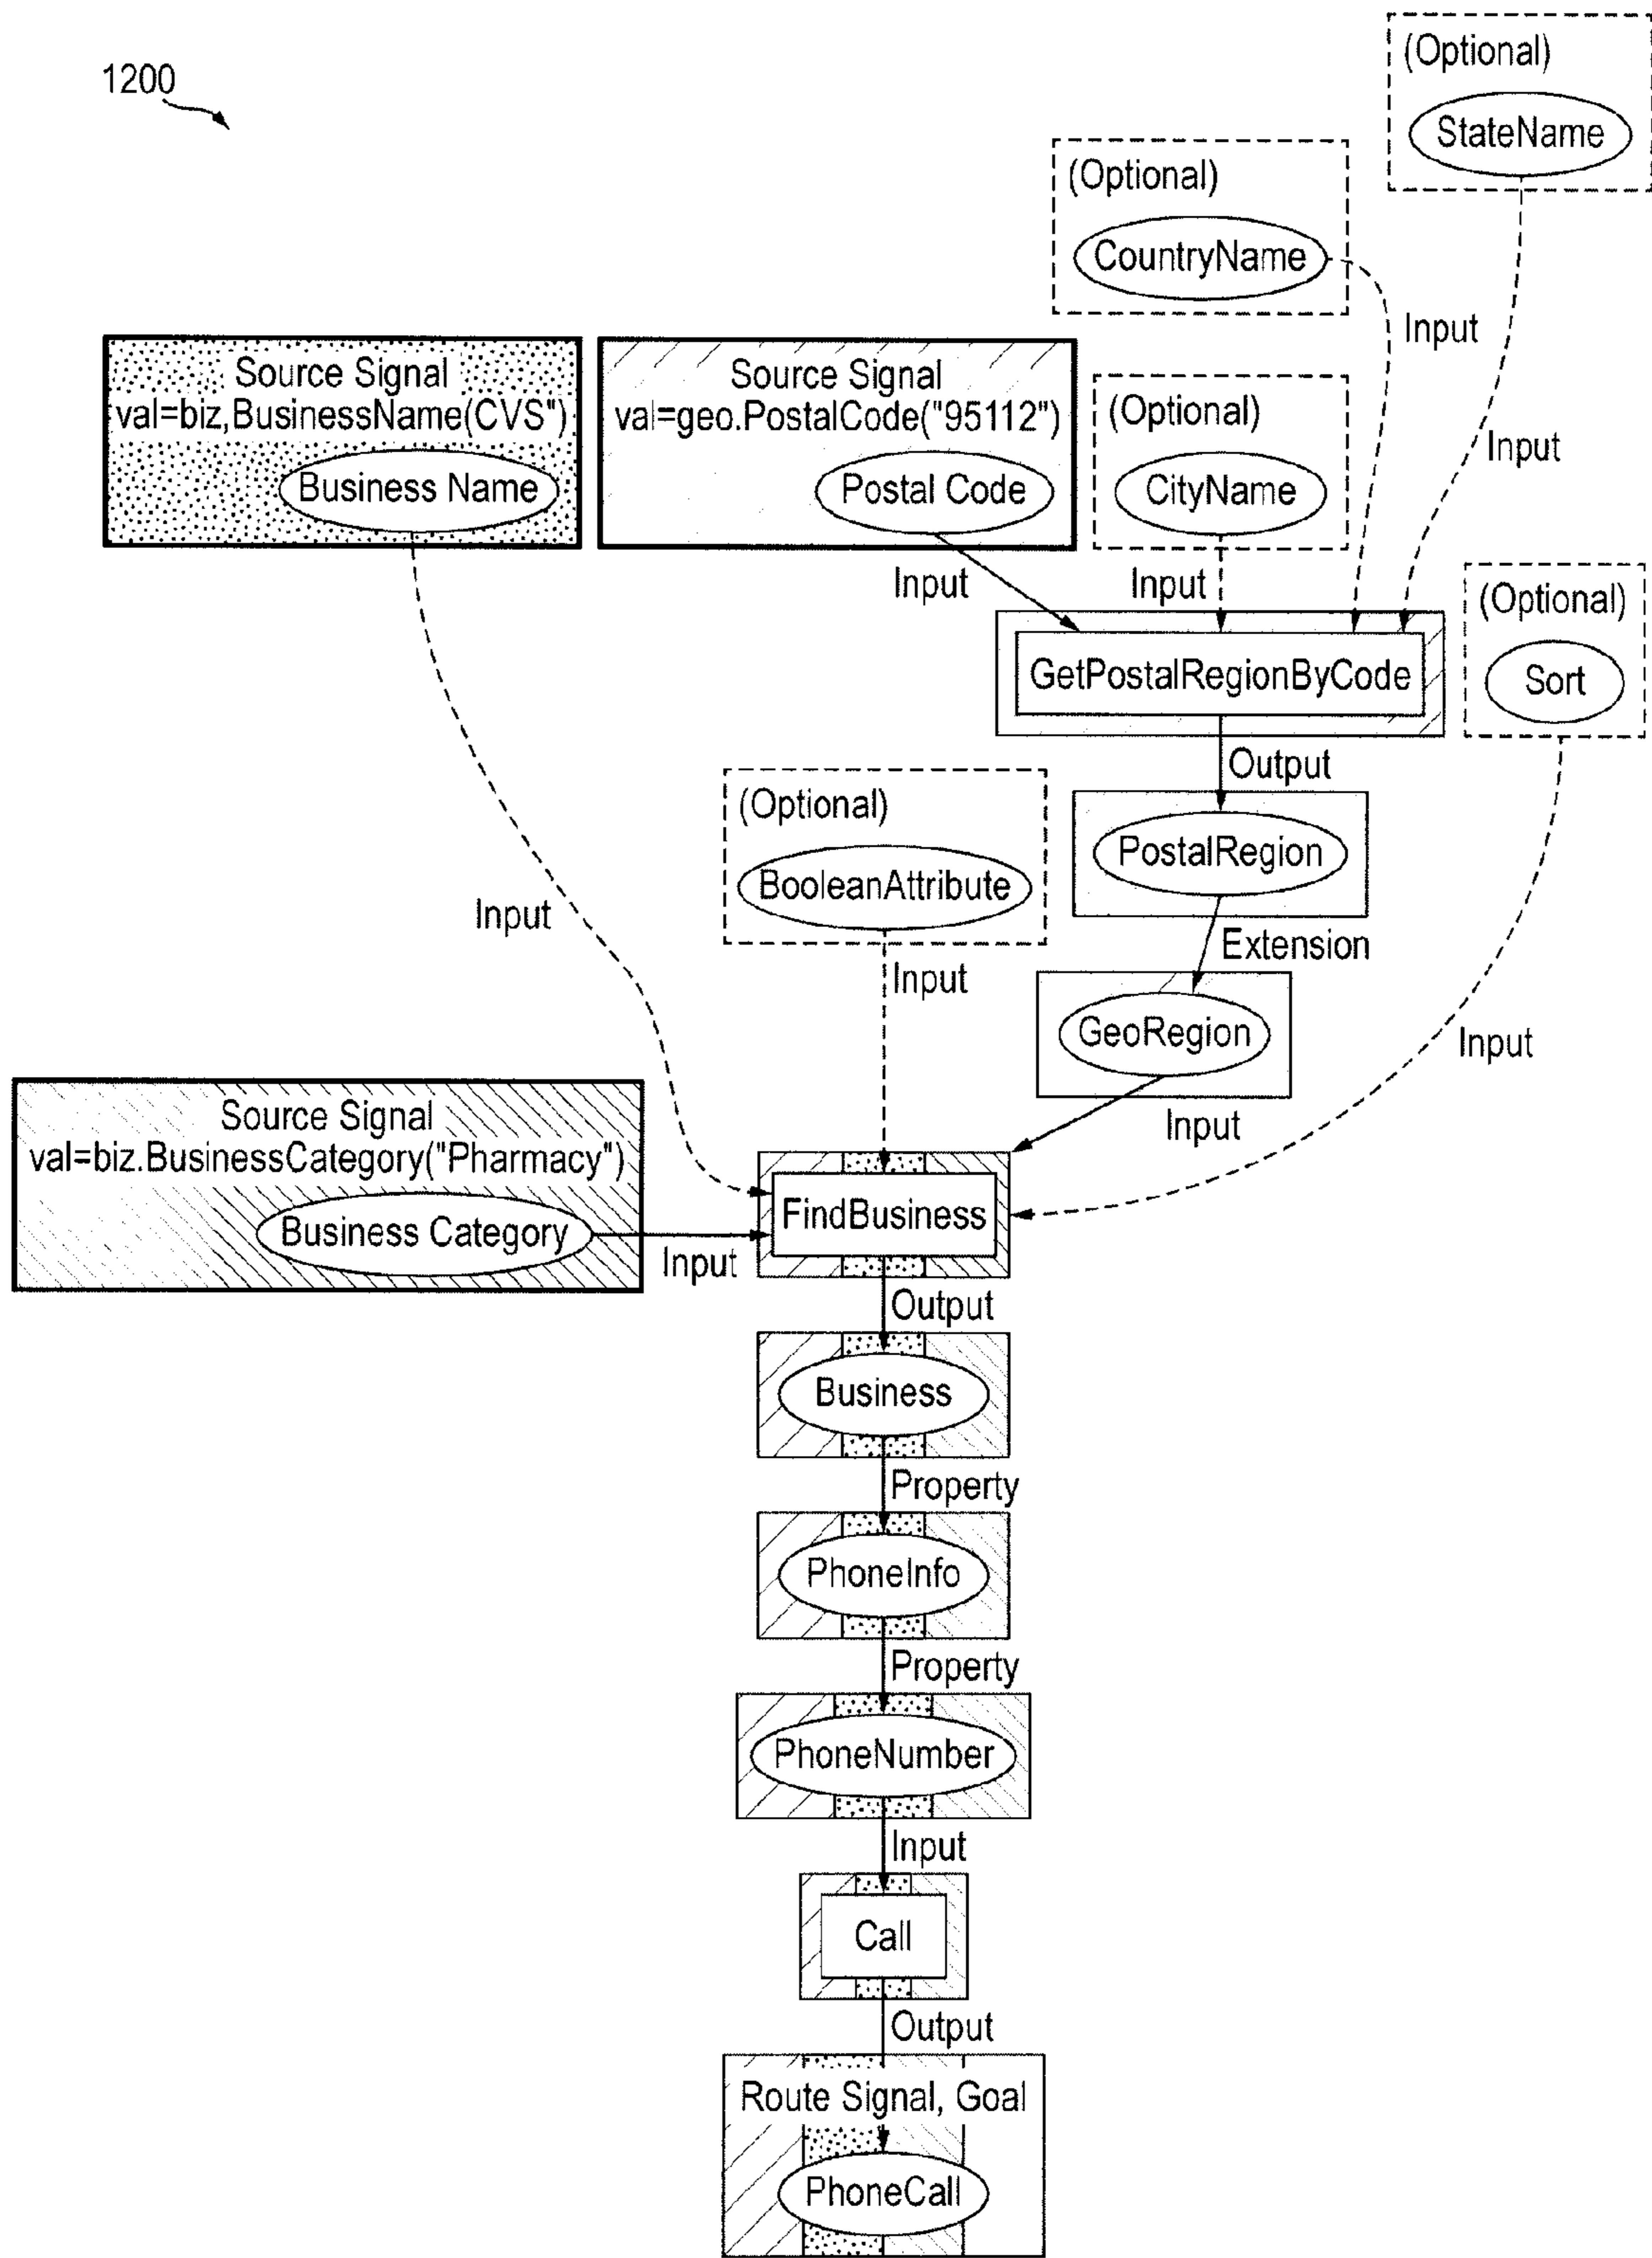 1200
(Optional)
StateName
(Optional)
CountryName
Input
Source Signal
val=biz,BusinessName(CVS")
Business Name
Source Signal
val=geo.PostalCode("95112")
Postal Code
(Optional)
CityName
Input
Input
Input
(Optional)
Sort
GetPostalRegionByCode
Output
(Optional)
BooleanAttribute
PostalRegion
Input
Extension
Input
GeoRegion
Input
Input
Source Signal
val=biz.BusinessCategory("Pharmacy")
Business Category
Input
FindBusiness
Output
Business
Property
PhoneInfo
Property
PhoneNumber
Input
Call
Output
Route Signal, Goal
PhoneCall